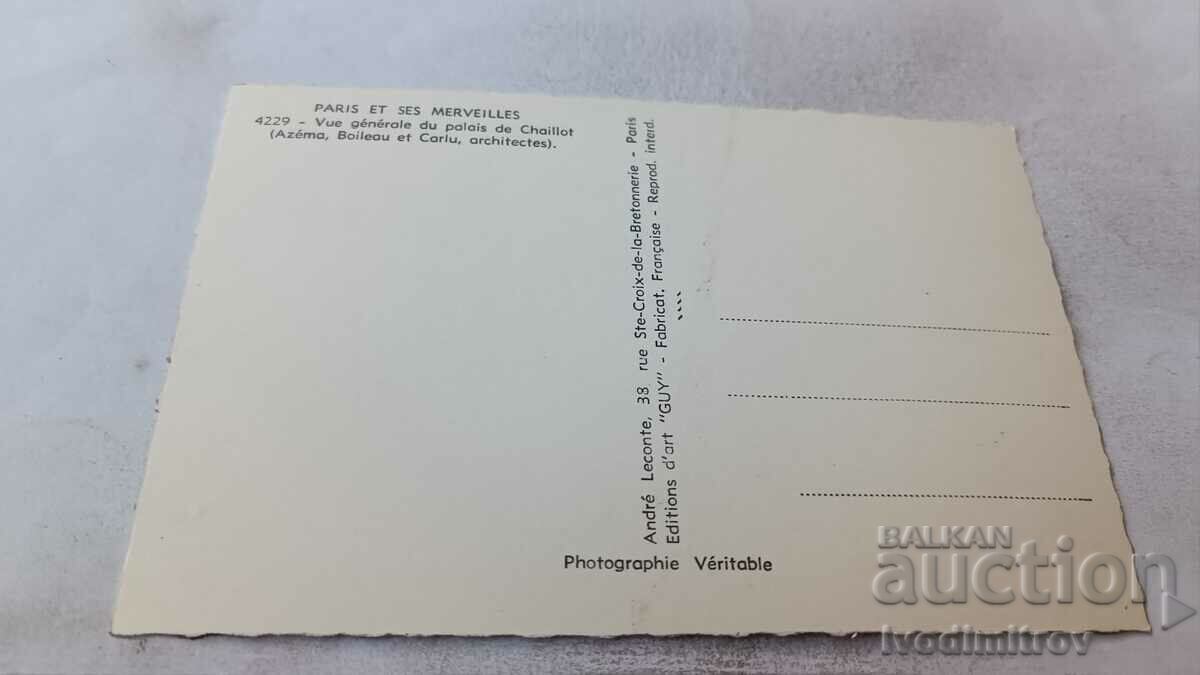 PARIS ET SES MERVEILLES
4229 - Vue générale du palais de Chaillot
(Azéma, Boileau et Carlu, architectes).
André Leconte, 38 rue Ste-Croix-de-la-Bretonnerie - Paris
Editions d'art "GUY" - Fabricat. Française - Reprod. interd.
Photographie Véritable
BALKAN
auction
Ivodimitrov